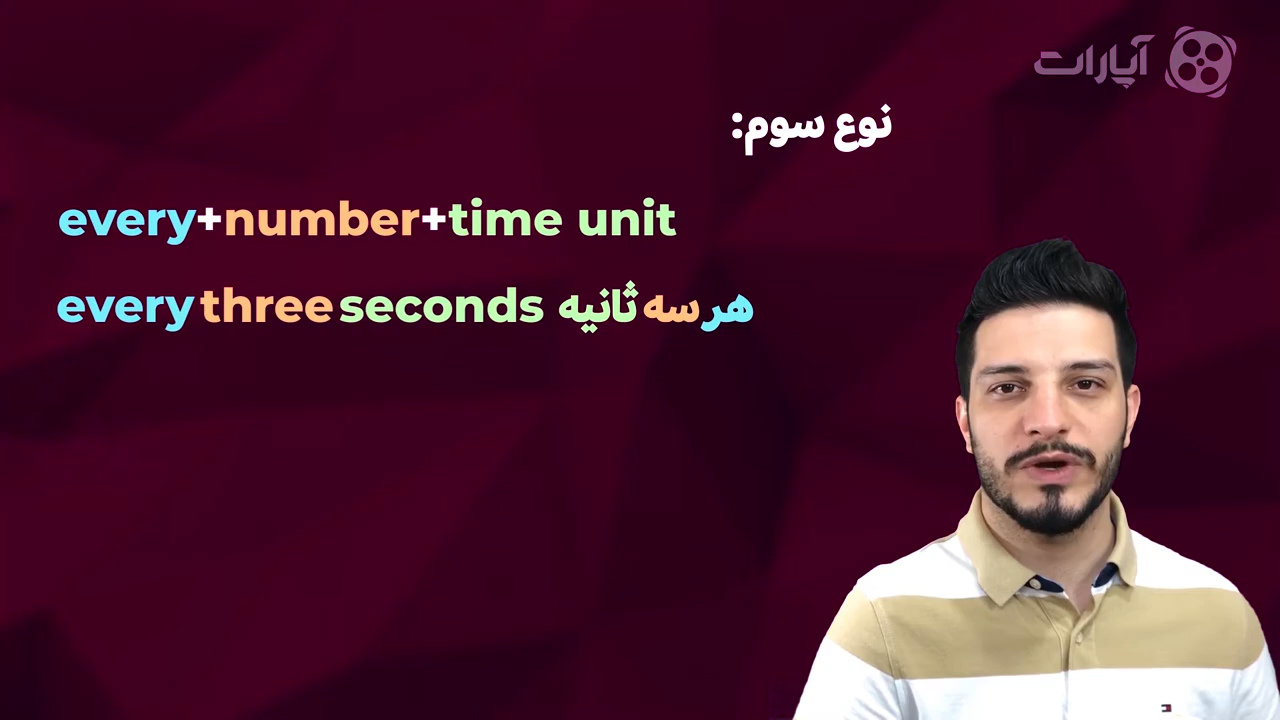 آپارات
نوع سوم:
every+number+time unit
every three seconds هر سه ثانیه